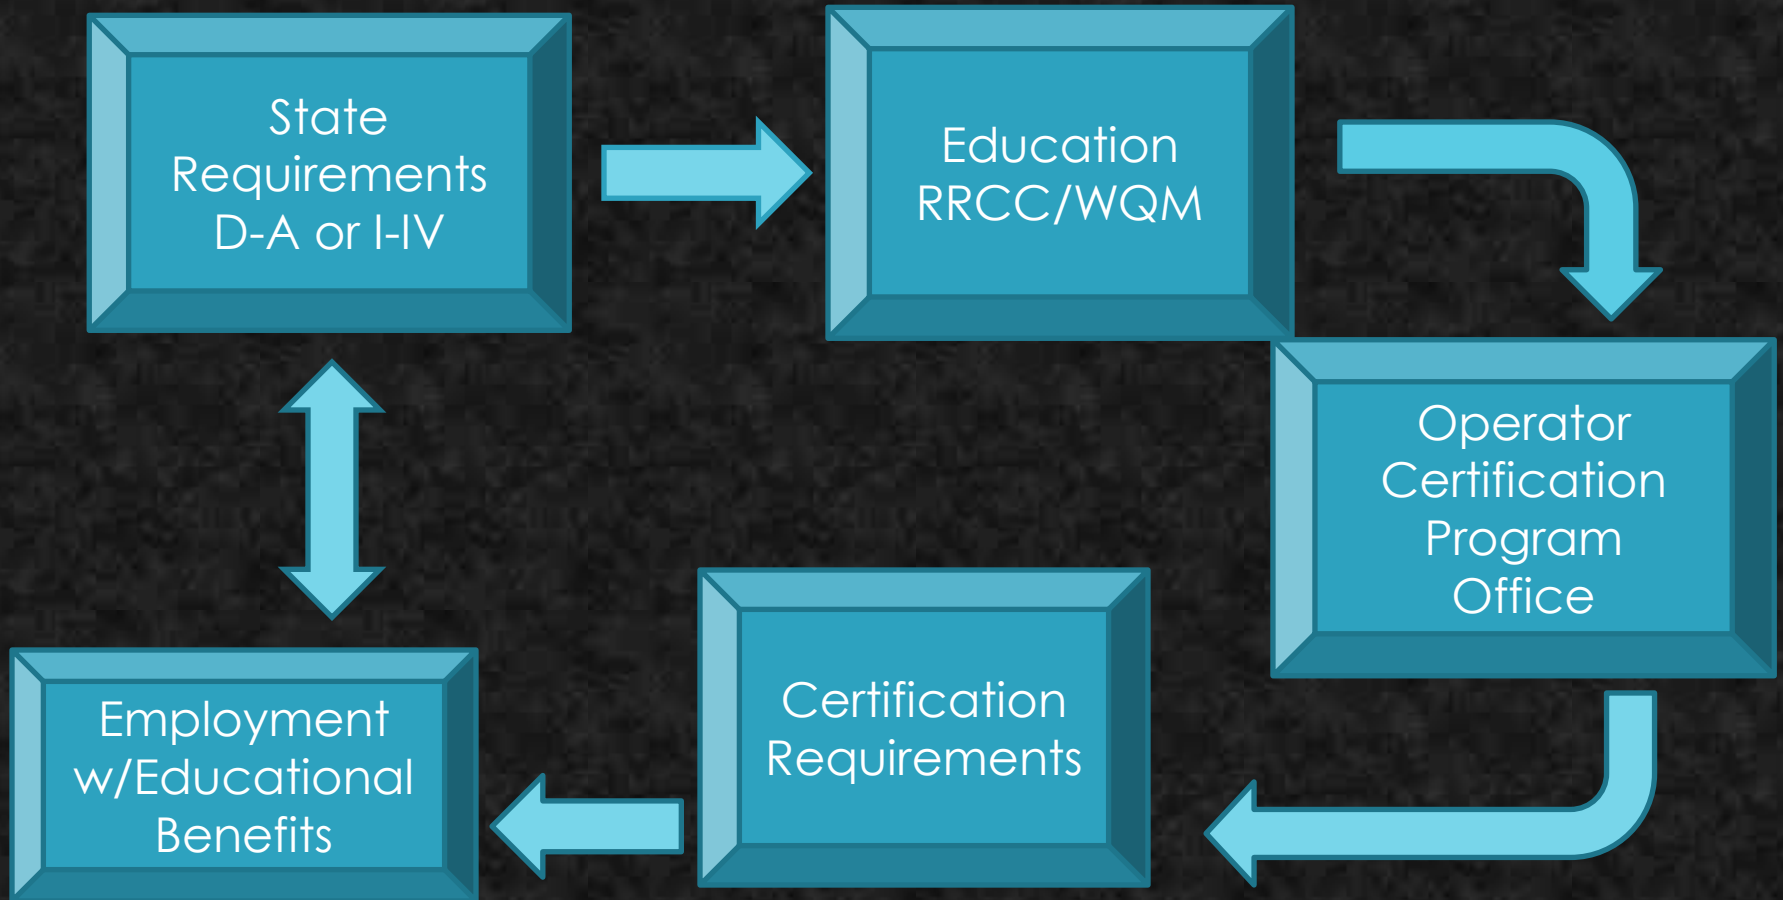 State
Requirements
D-A or I-IV
Education
RRCC/WQM
Operator
Certification
Program
Office
Certification
Requirements
Employment
w/Educational
Benefits